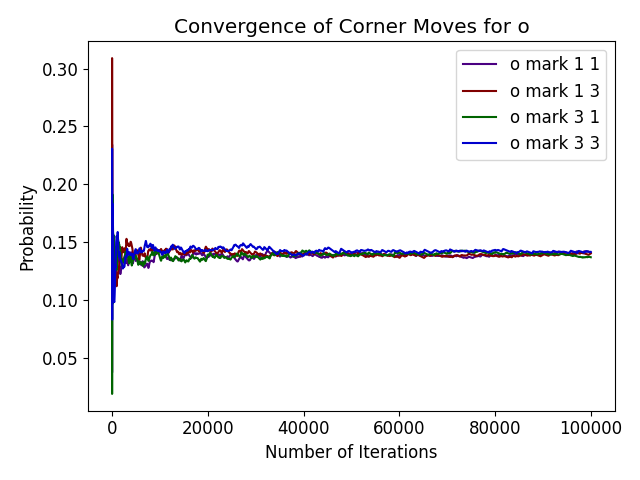 Convergence of Corner Moves for o
Probability
0.30
0.25
0.20
0.15
0.10
0.05
o mark 1 1
o mark 1 3
o mark 3 1
o mark 3 3
0 20000 40000 60000 80000 100000
Number of Iterations